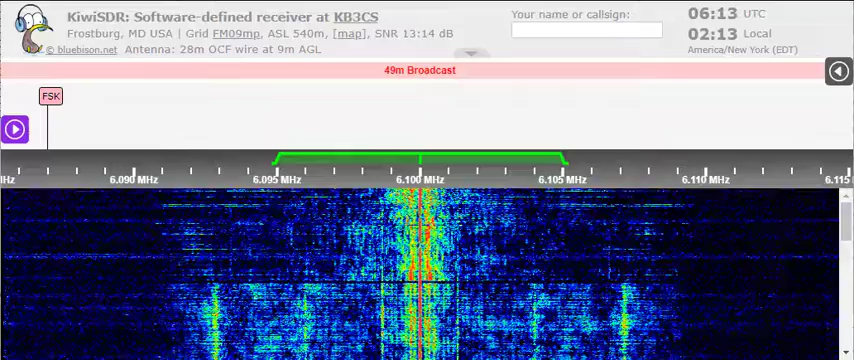 KiwiSDR: Software-defined receiver at KB3CS
Frostburg, MD USA | Grid FM09mp, ASL 540m, [map], SNR 13:14 dB
© bluebison.net Antenna: 28m OCF wire at 9m AGL
Your name or callsign:
06:13 UTC
02:13 Local
America/New York (EDT)
49m Broadcast
FSK
Hz 6.090 MHz 6.095 MHz 6.100 MHz 6.105 MHz 6.110 MHz 6.115